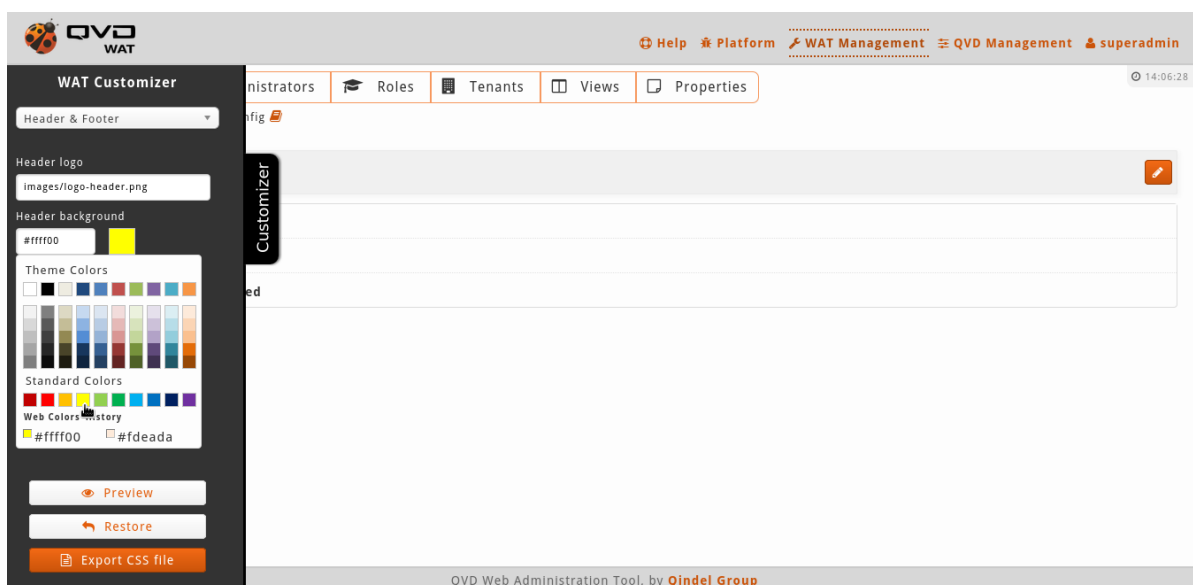 QVD
WAT
Help Platform WAT Management QVD Management superadmin
WAT Customizer
nistrators Roles Tenants Views Properties
14:06:28
Header & Footer
nfig
Header logo
images/logo-header.png
Customizer
Header background
#ffff00
Theme Colors
ed
Standard Colors
Web Colors story
#ffff00 #fdeada
Preview
Restore
Export CSS file
QVD Web Administration Tool, by Qindel Group